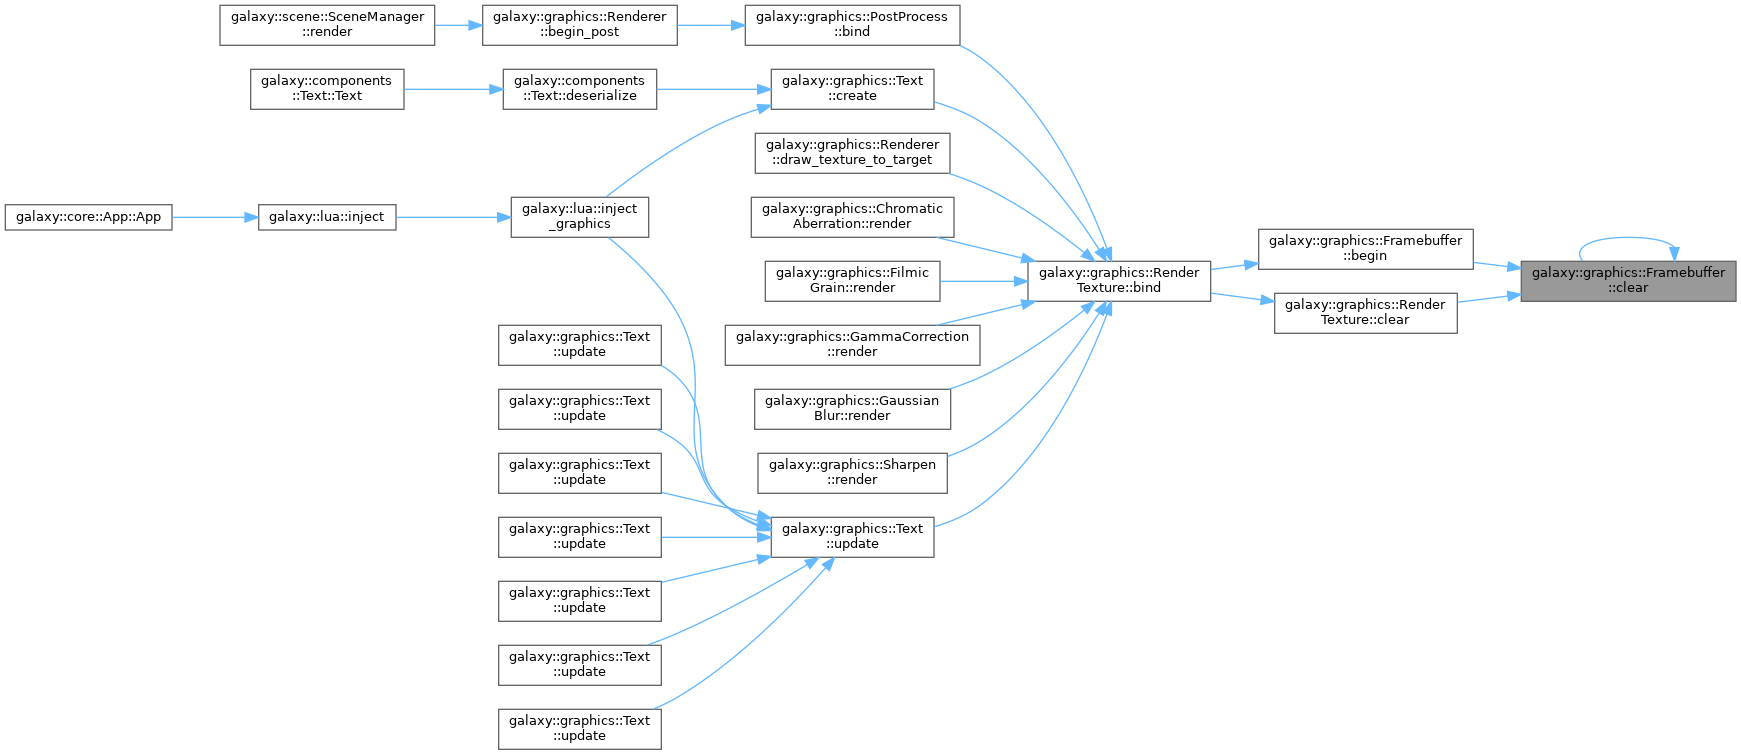 galaxy::scene::SceneManager
::render
galaxy::graphics::Renderer
::begin_post
galaxy::graphics::PostProcess
::bind
galaxy::components
::Text::Text
galaxy::components
::Text::deserialize
galaxy::graphics::Text
::create
galaxy::graphics::Renderer
::draw_texture_to_target
galaxy::core::App::App
galaxy::lua::inject
galaxy::lua::inject
_graphics
galaxy::graphics::Chromatic
Aberration::render
galaxy::graphics::Filmic
Grain::render
galaxy::graphics::Render
Texture::bind
galaxy::graphics::Framebuffer
::begin
galaxy::graphics::Render
Texture::clear
galaxy::graphics::Framebuffer
::clear
galaxy::graphics::GammaCorrection
::render
galaxy::graphics::Gaussian
Blur::render
galaxy::graphics::Sharpen
::render
galaxy::graphics::Text
::update
galaxy::graphics::Text
::update
galaxy::graphics::Text
::update
galaxy::graphics::Text
::update
galaxy::graphics::Text
::update
galaxy::graphics::Text
::update
galaxy::graphics::Text
::update
galaxy::graphics::Text
::update